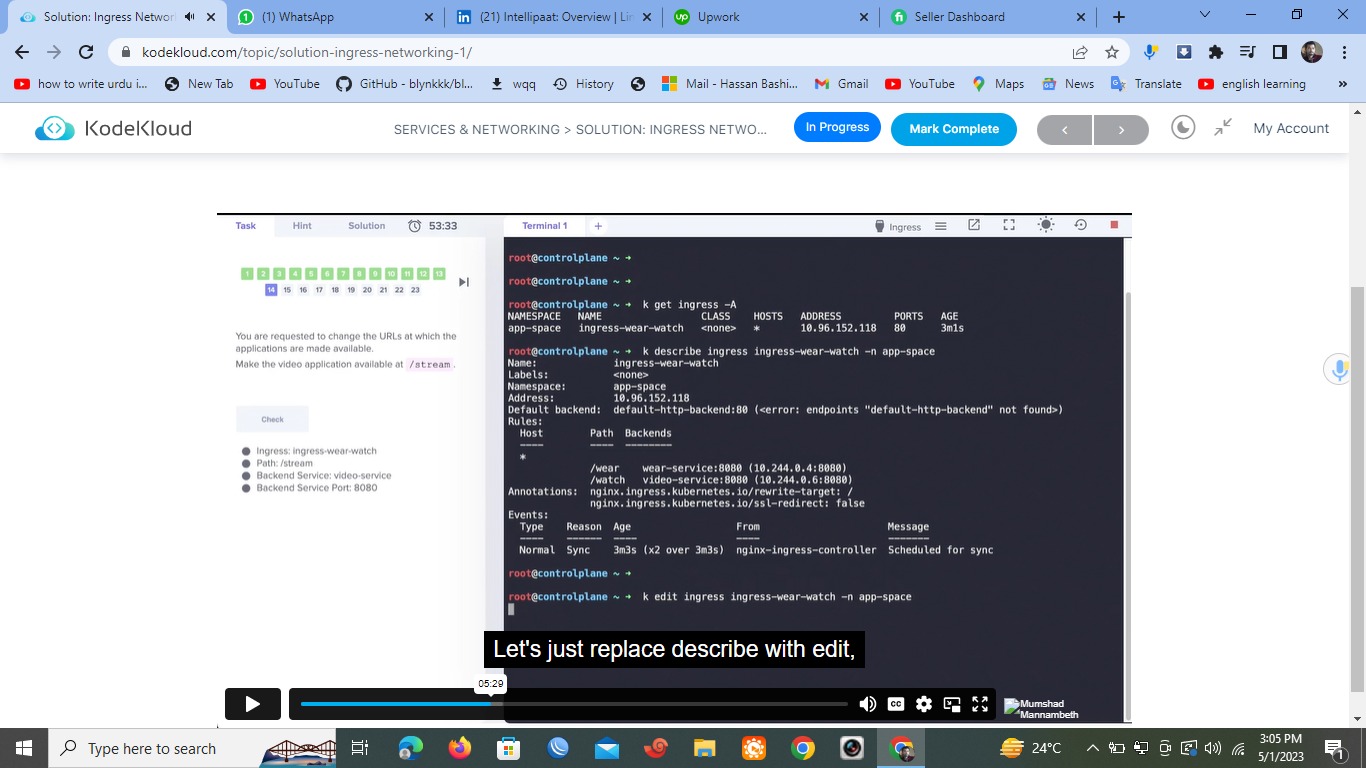 Solution: Ingress Networ
(1) WhatsApp
(21) Intellipaat: Overview | Lin
Upwork
Seller Dashboard
kodekloud.com/topic/solution-ingress-networking-1/
how to write urdu i...
New Tab
YouTube
GitHub - blynkkk/bl...
wqq
History
Mail - Hassan Bashi...
Gmail
YouTube
Maps
News
Translate
english learning
»
KodeKloud
SERVICES & NETWORKING > SOLUTION: INGRESS NETWO...
In Progress
Mark Complete
<
>
My Account
Task
Hint
Solution
53:33
Terminal 1
+
Ingress
1 2 3 4 5 6 7 8 9 10 11 12 13
14 15 16 17 18 19 20 21 22 23
You are requested to change the URLs at which the
applications are made available.
Make the video application available at /stream.
Check
Ingress: ingress-wear-watch
Path: /stream
Backend Service: video-service
Backend Service Port: 8080
root@controlplane ~ ➜
root@controlplane ~ ➜
root@controlplane ~ ➜ k get ingress -A
NAMESPACE NAME CLASS HOSTS ADDRESS PORTS AGE
app-space ingress-wear-watch <none> * 10.96.152.118 80 3m1s
root@controlplane ~ ➜ k describe ingress ingress-wear-watch -n app-space
Name: ingress-wear-watch
Labels: <none>
Namespace: app-space
Address: 10.96.152.118
Default backend: default-http-backend:80 (<error: endpoints "default-http-backend" not found>)
Rules:
Host Path Backends
---- ---- --------
*
/wear wear-service:8080 (10.244.0.4:8080)
/watch video-service:8080 (10.244.0.6:8080)
Annotations: nginx.ingress.kubernetes.io/rewrite-target: /
nginx.ingress.kubernetes.io/ssl-redirect: false
Events:
Type Reason Age From Message
---- ------ ---- ---- -------
Normal Sync 3m3s (x2 over 3m3s) nginx-ingress-controller Scheduled for sync
root@controlplane ~ ➜
root@controlplane ~ ➜ k edit ingress ingress-wear-watch -n app-space
Let's just replace describe with edit,
05:29
CC
Mumshad
Mannambeth
Type here to search
24°C
3:05 PM
5/1/2023
1